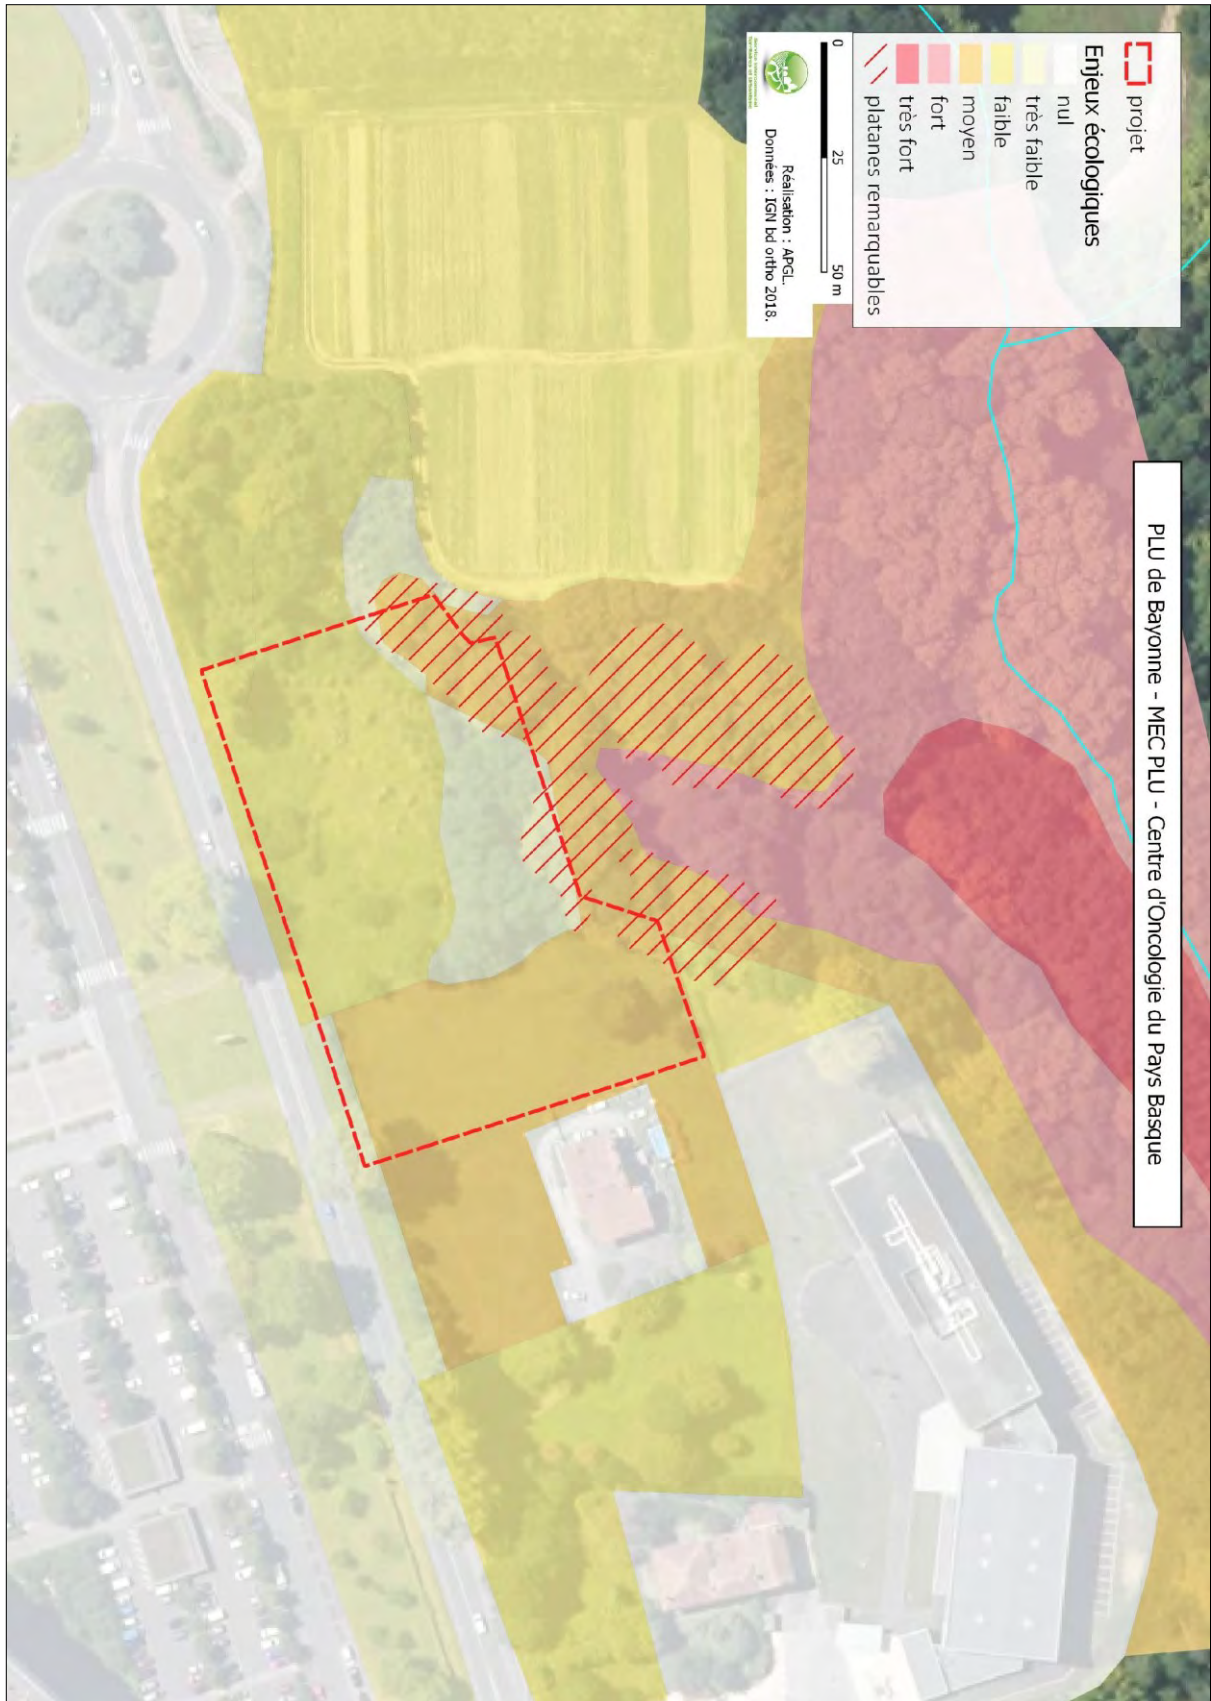 PLU de Bayonne - MEC PLU - Centre d'Oncologie du Pays Basque
projet
Enjeux écologiques
nul
très faible
faible
moyen
fort
très fort
platanes remarquables
0 25 50 m
Réalisation : APGL.
Données : IGN bd ortho 2018.